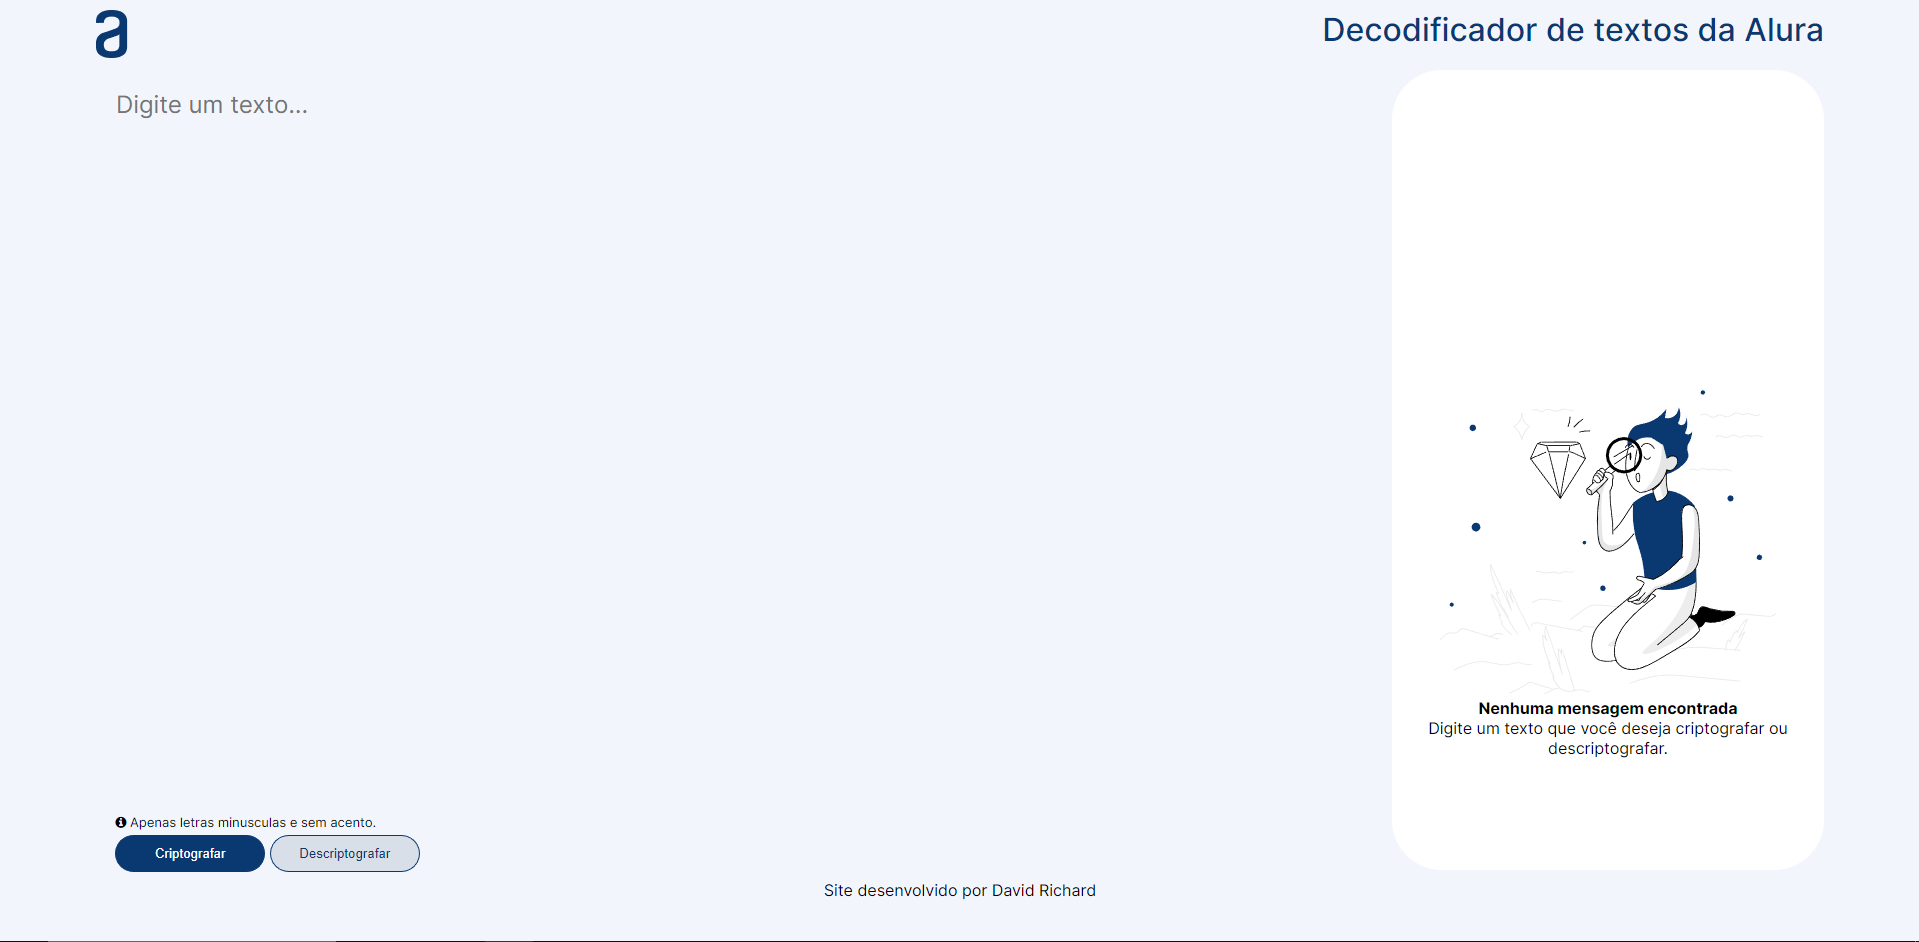 a
Decodificador de textos da Alura
Digite um texto...
Nenhuma mensagem encontrada
Digite um texto que você deseja criptografar ou
descriptografar.
Apenas letras minusculas e sem acento.
Criptografar Descriptografar
Site desenvolvido por David Richard